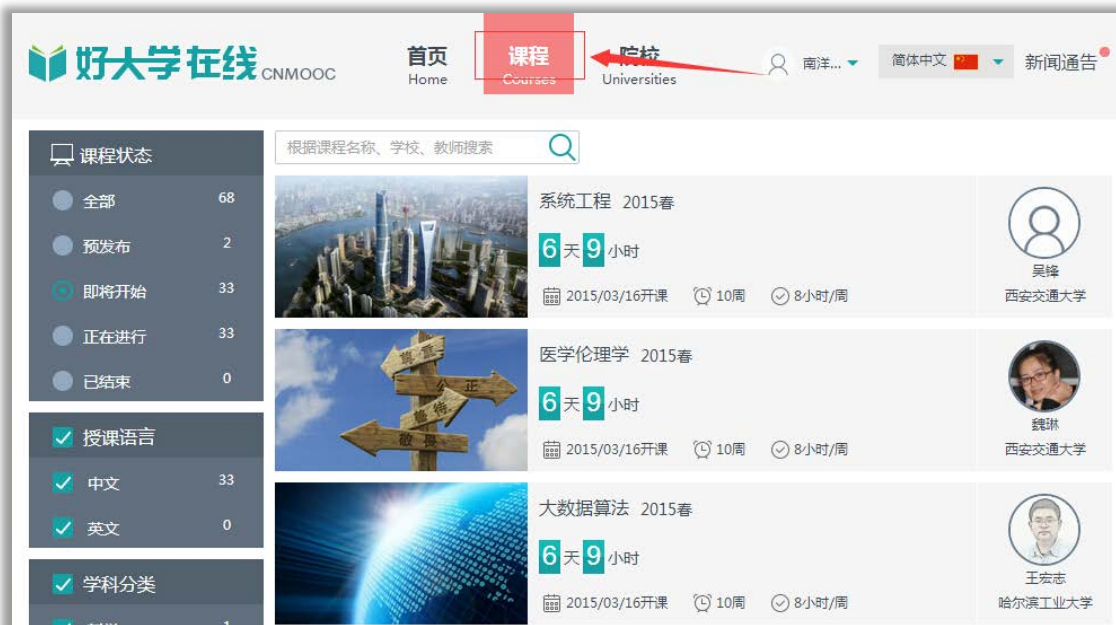 好大学在线 CNMOOC
首页 课程 院校
Home Courses Universities
南洋... 简体中文 新闻通告
课程状态
全部 68
预发布 2
即将开始 33
正在进行 33
已结束 0
授课语言
中文 33
英文 0
学科分类
根据课程名称、学校、教师搜索
系统工程 2015春
6天9小时
2015/03/16开课 10周 8小时/周
吴锋
西安交通大学
慎重
公正
善待
敬畏
医学伦理学 2015春
6天9小时
2015/03/16开课 10周 8小时/周
魏琳
西安交通大学
大数据算法 2015春
6天9小时
2015/03/16开课 10周 8小时/周
王宏志
哈尔滨工业大学